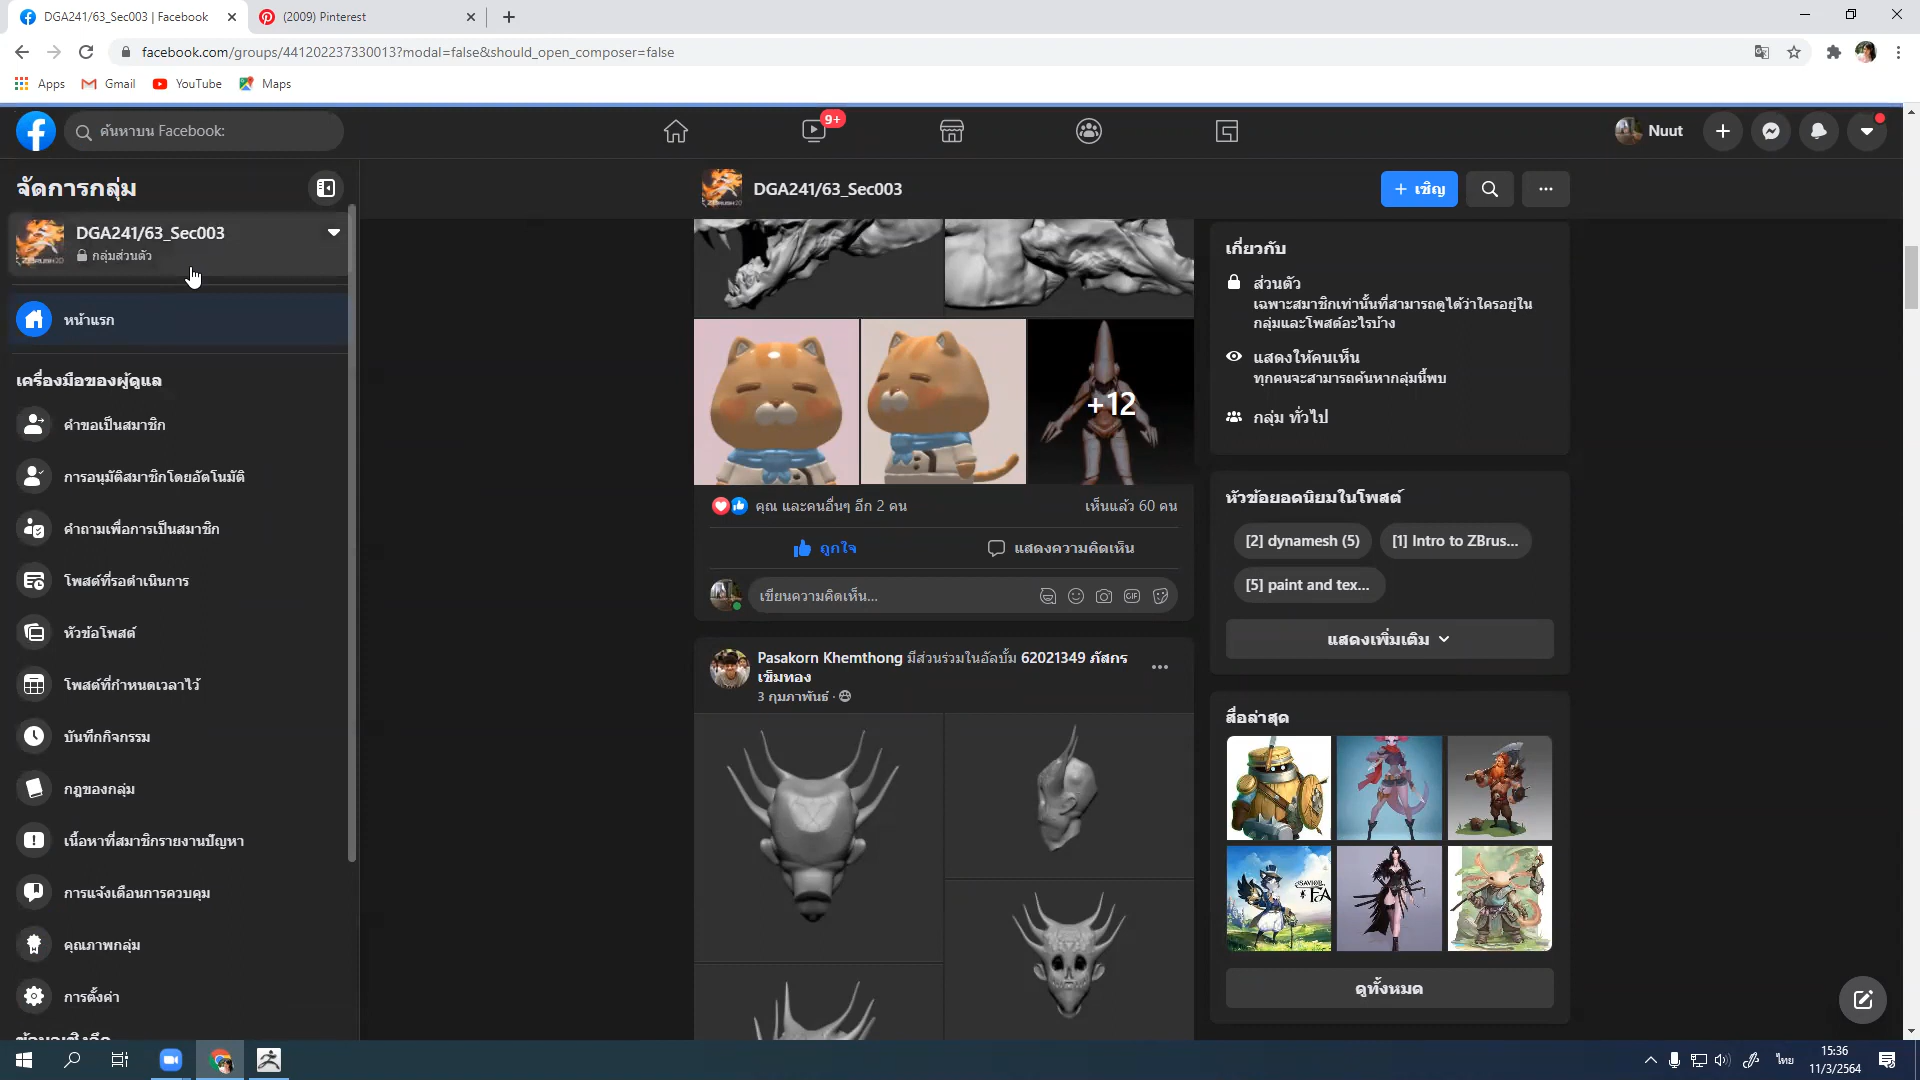 DGA241/63_Sec003 | Facebook
(2009) Pinterest
facebook.com/groups/441202237330013?modal=false&should_open_composer=false
Apps
Gmail
YouTube
Maps
ค้นหาบน Facebook:
9+
Nuut
จัดการกลุ่ม
DGA241/63_Sec003
กลุ่มส่วนตัว
หน้าแรก
เครื่องมือของผู้ดูแล
คำขอเป็นสมาชิก
การอนุมัติสมาชิกโดยอัตโนมัติ
คำถามเพื่อการเป็นสมาชิก
โพสต์ที่รอดำเนินการ
หัวข้อโพสต์
โพสต์ที่กำหนดเวลาไว้
บันทึกกิจกรรม
กฎของกลุ่ม
เนื้อหาที่สมาชิกรายงานปัญหา
การแจ้งเตือนการควบคุม
คุณภาพกลุ่ม
การตั้งค่า
DGA241/63_Sec003
+ เชิญ
+12
คุณ และคนอื่นๆ อีก 2 คน
เห็นแล้ว 60 คน
ถูกใจ
แสดงความคิดเห็น
เขียนความคิดเห็น...
GIF
Pasakorn Khemthong มีส่วนร่วมในอัลบั้ม 62021349 ภัสกร
เข็มทอง
3 กุมภาพันธ์ ·
เกี่ยวกับ
ส่วนตัว
เฉพาะสมาชิกเท่านั้นที่สามารถดูได้ว่าใครอยู่ใน
กลุ่มและโพสต์อะไรบ้าง
แสดงให้คนเห็น
ทุกคนจะสามารถค้นหากลุ่มนี้พบ
กลุ่ม ทั่วไป
หัวข้อยอดนิยมในโพสต์
[2] dynamesh (5)
[1] Intro to ZBrus...
[5] paint and tex...
แสดงเพิ่มเติม
สื่อล่าสุด
ดูทั้งหมด
ไทย
15:36
11/3/2564